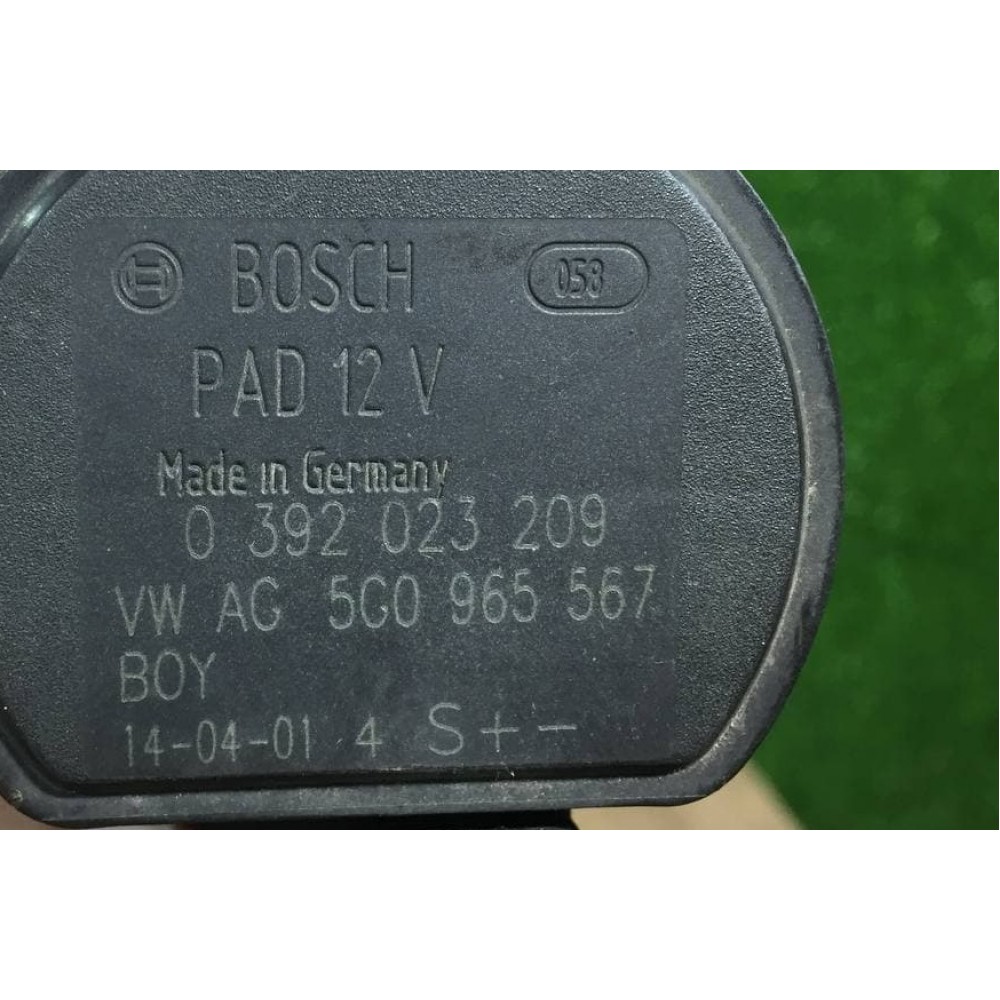 BOSCH 058
PAD 12 V
Made in Germany
0 392 023 209
VW AG 5G0 965 567
BOY
14-04-01 4 S + -